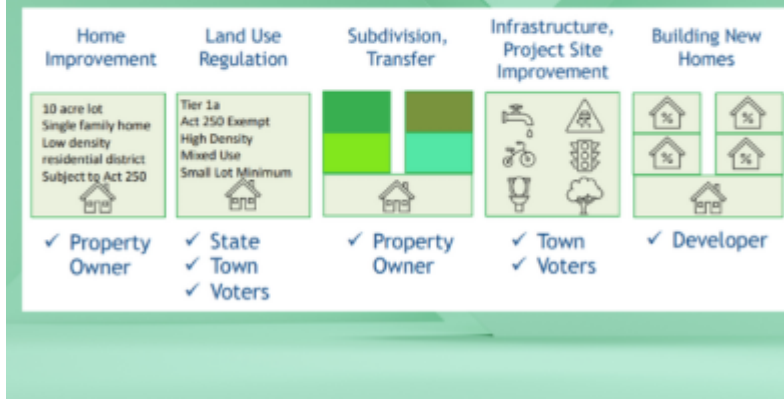 Home
Improvement
10 acre lot
Single family home
Low density
residential district
Subject to Act 250
✓ Property
Owner
Land Use
Regulation
Tier 1a
Act 250 Exempt
High Density
Mixed Use
Small Lot Minimum
✓ State
✓ Town
✓ Voters
Subdivision,
Transfer
✓ Property
Owner
Infrastructure,
Project Site
Improvement
✓ Town
✓ Voters
Building New
Homes
%
%
%
%
✓ Developer